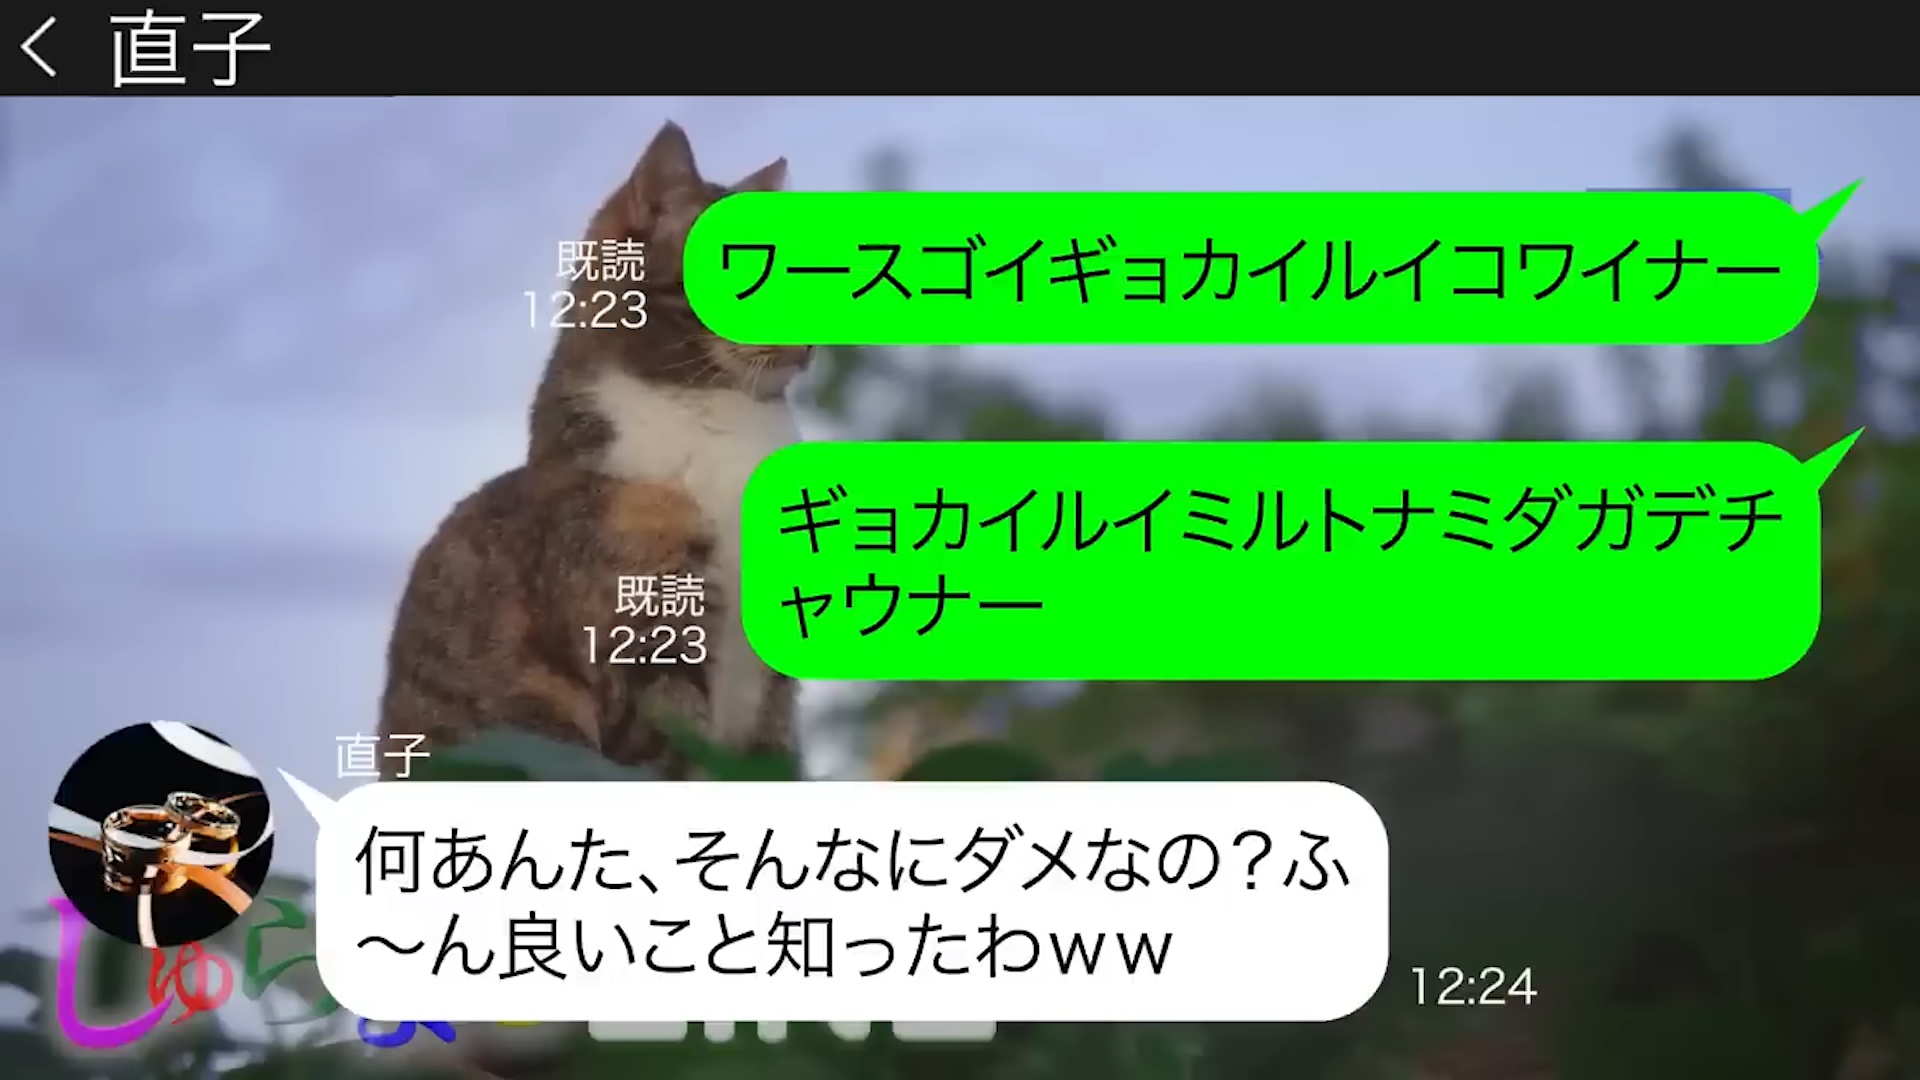 直子
ワースゴイギョカイルイコワイナー
既読
12:23
ギョカイルイミルトナミダガデチ
ャウナー
既読
12:23
直子
何あんた、そんなにダメなの？ふ
〜ん良いこと知ったわｗｗ
12:24
しゅら